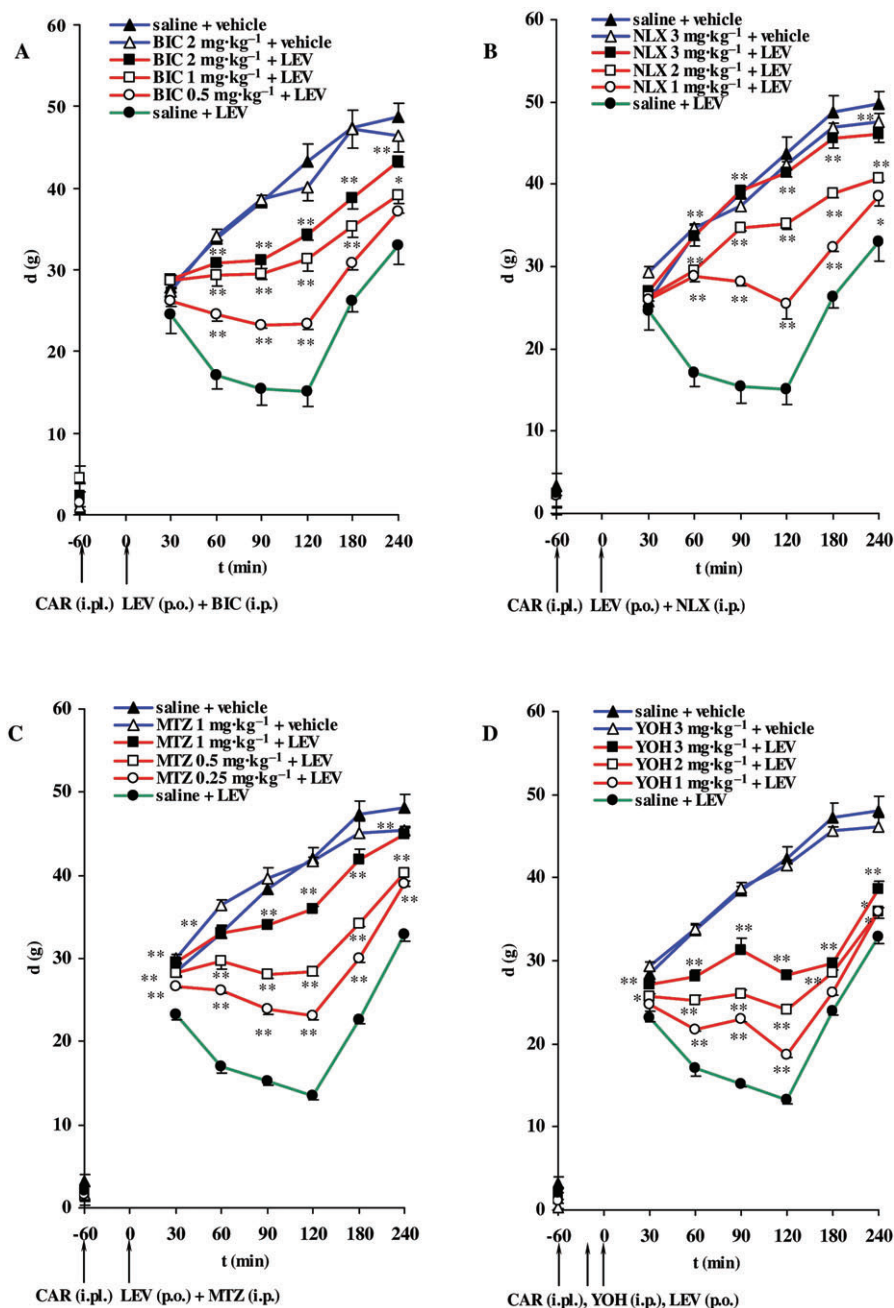 A
saline + vehicle
BIC 2 mg·kg⁻¹ + vehicle
BIC 2 mg·kg⁻¹ + LEV
BIC 1 mg·kg⁻¹ + LEV
BIC 0.5 mg·kg⁻¹ + LEV
saline + LEV
60
50
40
30
20
10
0
d (g)
** * ** ** ** ** ** ** ** ** ** ** **
-60 0 30 60 90 120 180 240
t (min)
CAR (i.pl.) LEV (p.o.) + BIC (i.p.)
B
saline + vehicle
NLX 3 mg·kg⁻¹ + vehicle
NLX 3 mg·kg⁻¹ + LEV
NLX 2 mg·kg⁻¹ + LEV
NLX 1 mg·kg⁻¹ + LEV
saline + LEV
60
50
40
30
20
10
0
d (g)
** ** ** ** ** ** ** ** ** ** ** ** ** ** *
-60 0 30 60 90 120 180 240
t (min)
CAR (i.pl.) LEV (p.o.) + NLX (i.p.)
C
saline + vehicle
MTZ 1 mg·kg⁻¹ + vehicle
MTZ 1 mg·kg⁻¹ + LEV
MTZ 0.5 mg·kg⁻¹ + LEV
MTZ 0.25 mg·kg⁻¹ + LEV
saline + LEV
60
50
40
30
20
10
0
d (g)
** ** ** ** ** ** ** ** ** ** ** ** ** ** ** ** ** **
-60 0 30 60 90 120 180 240
t (min)
CAR (i.pl.) LEV (p.o.) + MTZ (i.p.)
D
saline + vehicle
YOH 3 mg·kg⁻¹ + vehicle
YOH 3 mg·kg⁻¹ + LEV
YOH 2 mg·kg⁻¹ + LEV
YOH 1 mg·kg⁻¹ + LEV
saline + LEV
60
50
40
30
20
10
0
d (g)
** * ** ** ** ** ** ** ** ** ** ** ** ** * *
-60 0 30 60 90 120 180 240
t (min)
CAR (i.pl.), YOH (i.p.), LEV (p.o.)